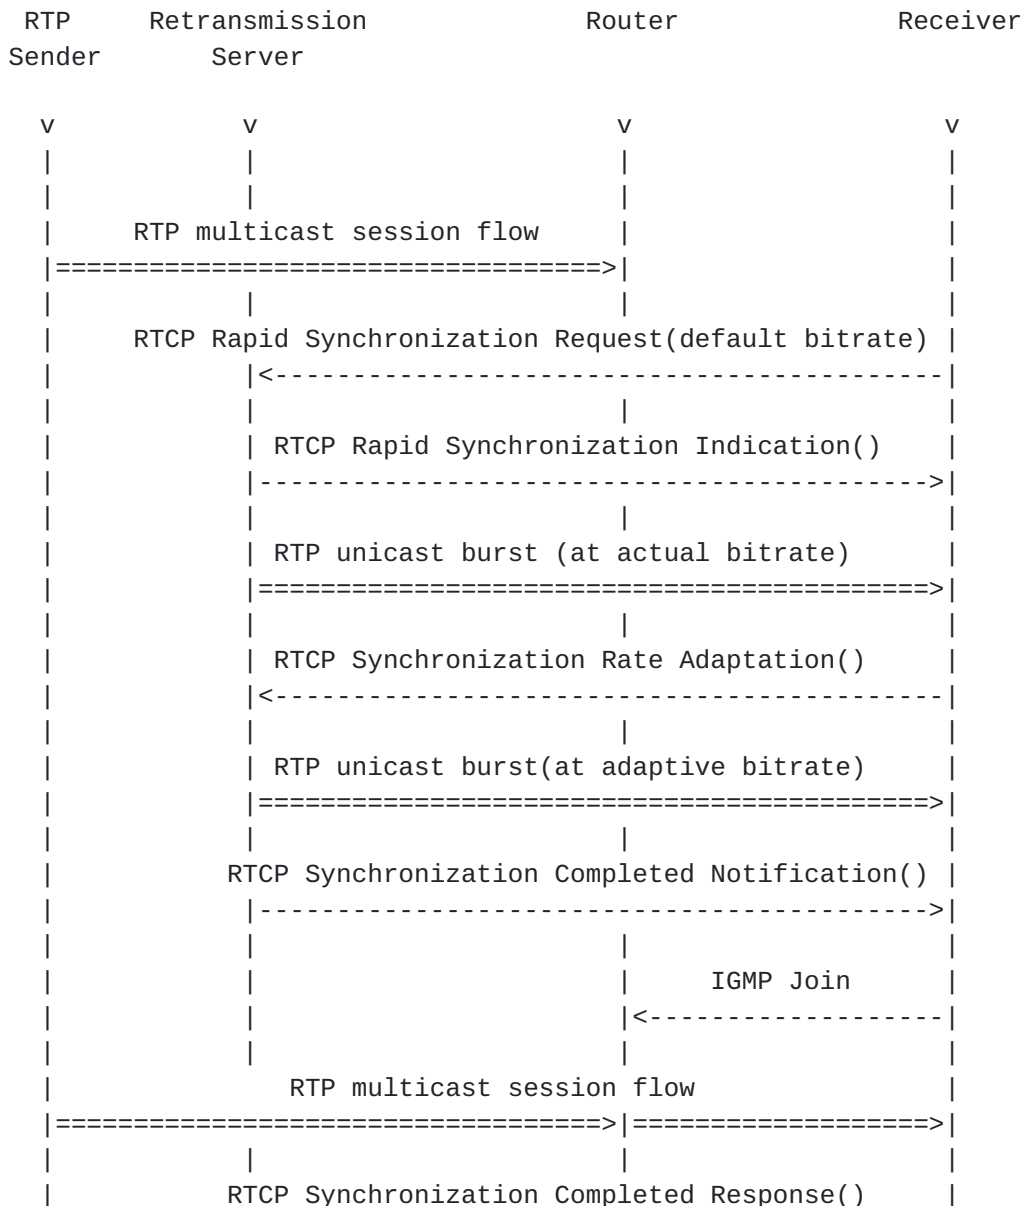 RTP     Retransmission              Router              Receiver
Sender       Server

  v            v                       v                    v
  |            |                       |                    |
  |            |                       |                    |
  |     RTP multicast session flow     |                    |
  |===================================>|                    |
  |            |                       |                    |
  |     RTCP Rapid Synchronization Request(default bitrate) |
  |            |<-------------------------------------------|
  |            |                       |                    |
  |            | RTCP Rapid Synchronization Indication()    |
  |            |------------------------------------------->|
  |            |                       |                    |
  |            | RTP unicast burst (at actual bitrate)      |
  |            |===========================================>|
  |            |                       |                    |
  |            | RTCP Synchronization Rate Adaptation()     |
  |            |<-------------------------------------------|
  |            |                       |                    |
  |            | RTP unicast burst(at adaptive bitrate)     |
  |            |===========================================>|
  |            |                       |                    |
  |           RTCP Synchronization Completed Notification() |
  |            |------------------------------------------->|
  |            |                       |                    |
  |            |                       |     IGMP Join      |
  |            |                       |<-------------------|
  |            |                       |                    |
  |               RTP multicast session flow                |
  |===================================>|===================>|
  |            |                       |                    |
  |           RTCP Synchronization Completed Response()     |